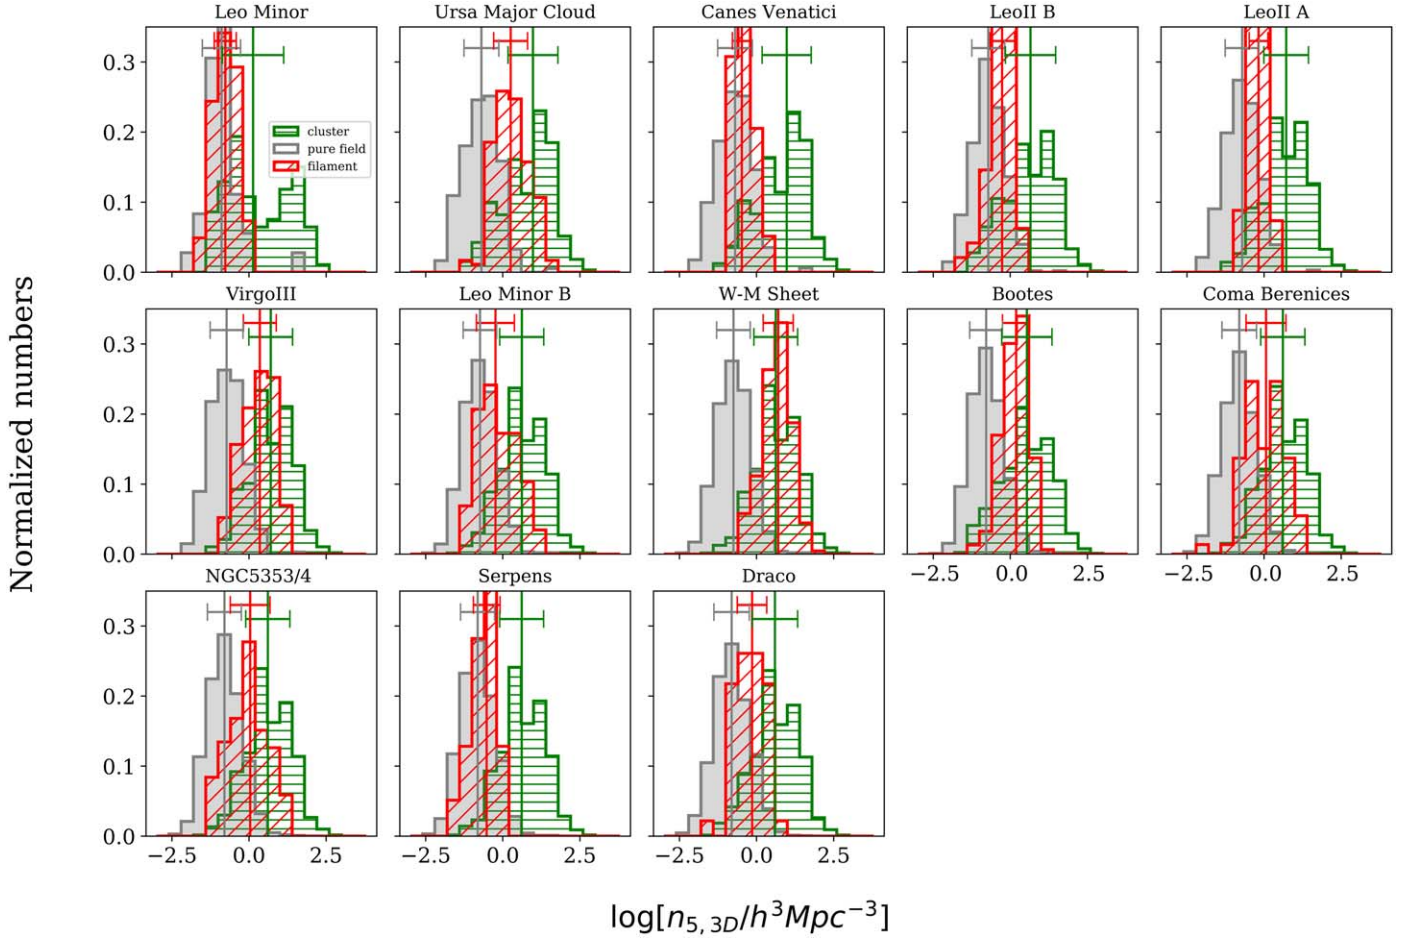 Leo Minor
Ursa Major Cloud
Canes Venatici
LeoII B
LeoII A
0.3
0.2
0.1
0.0
cluster
pure field
filament
VirgoIII
Leo Minor B
W-M Sheet
Bootes
Coma Berenices
0.3
0.2
0.1
0.0
−2.5 0.0 2.5
−2.5 0.0 2.5
NGC5353/4
Serpens
Draco
0.3
0.2
0.1
0.0
−2.5 0.0 2.5
−2.5 0.0 2.5
−2.5 0.0 2.5
Normalized numbers
log[n5, 3D/h³Mpc⁻³]